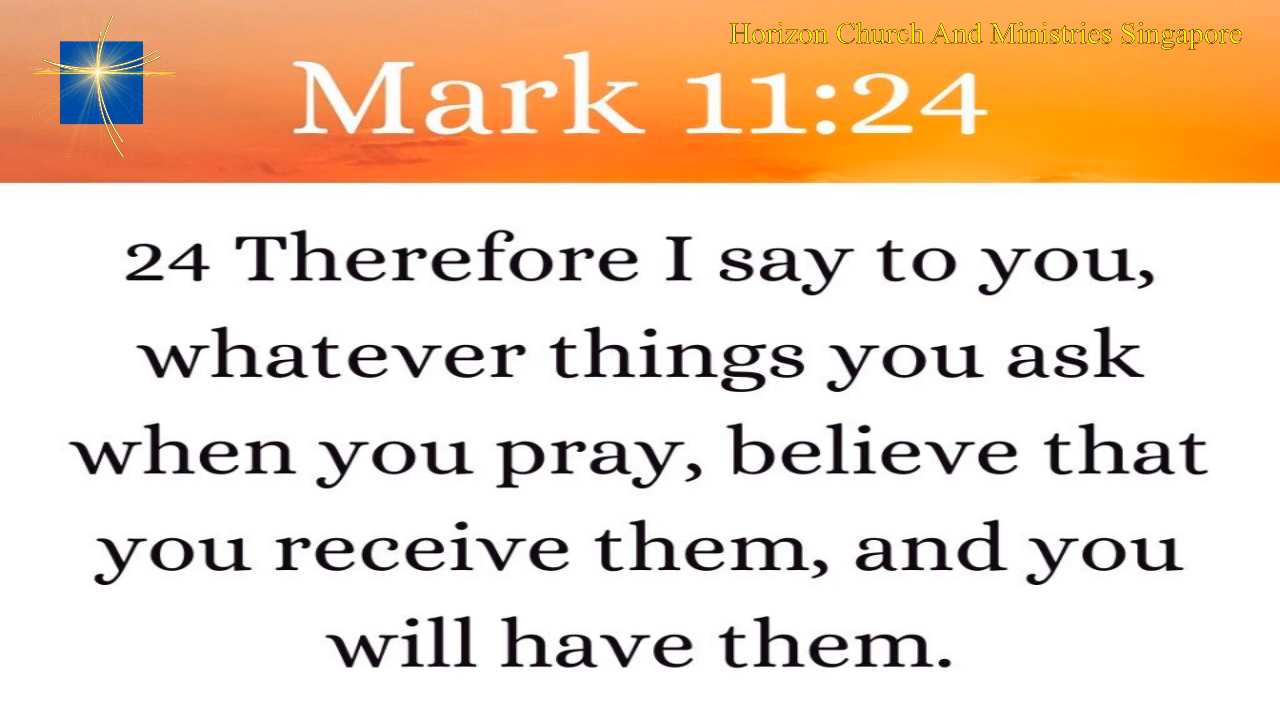 Horizon Church And Ministries Singapore
Mark 11:24
24 Therefore I say to you,
whatever things you ask
when you pray, believe that
you receive them, and you
will have them.